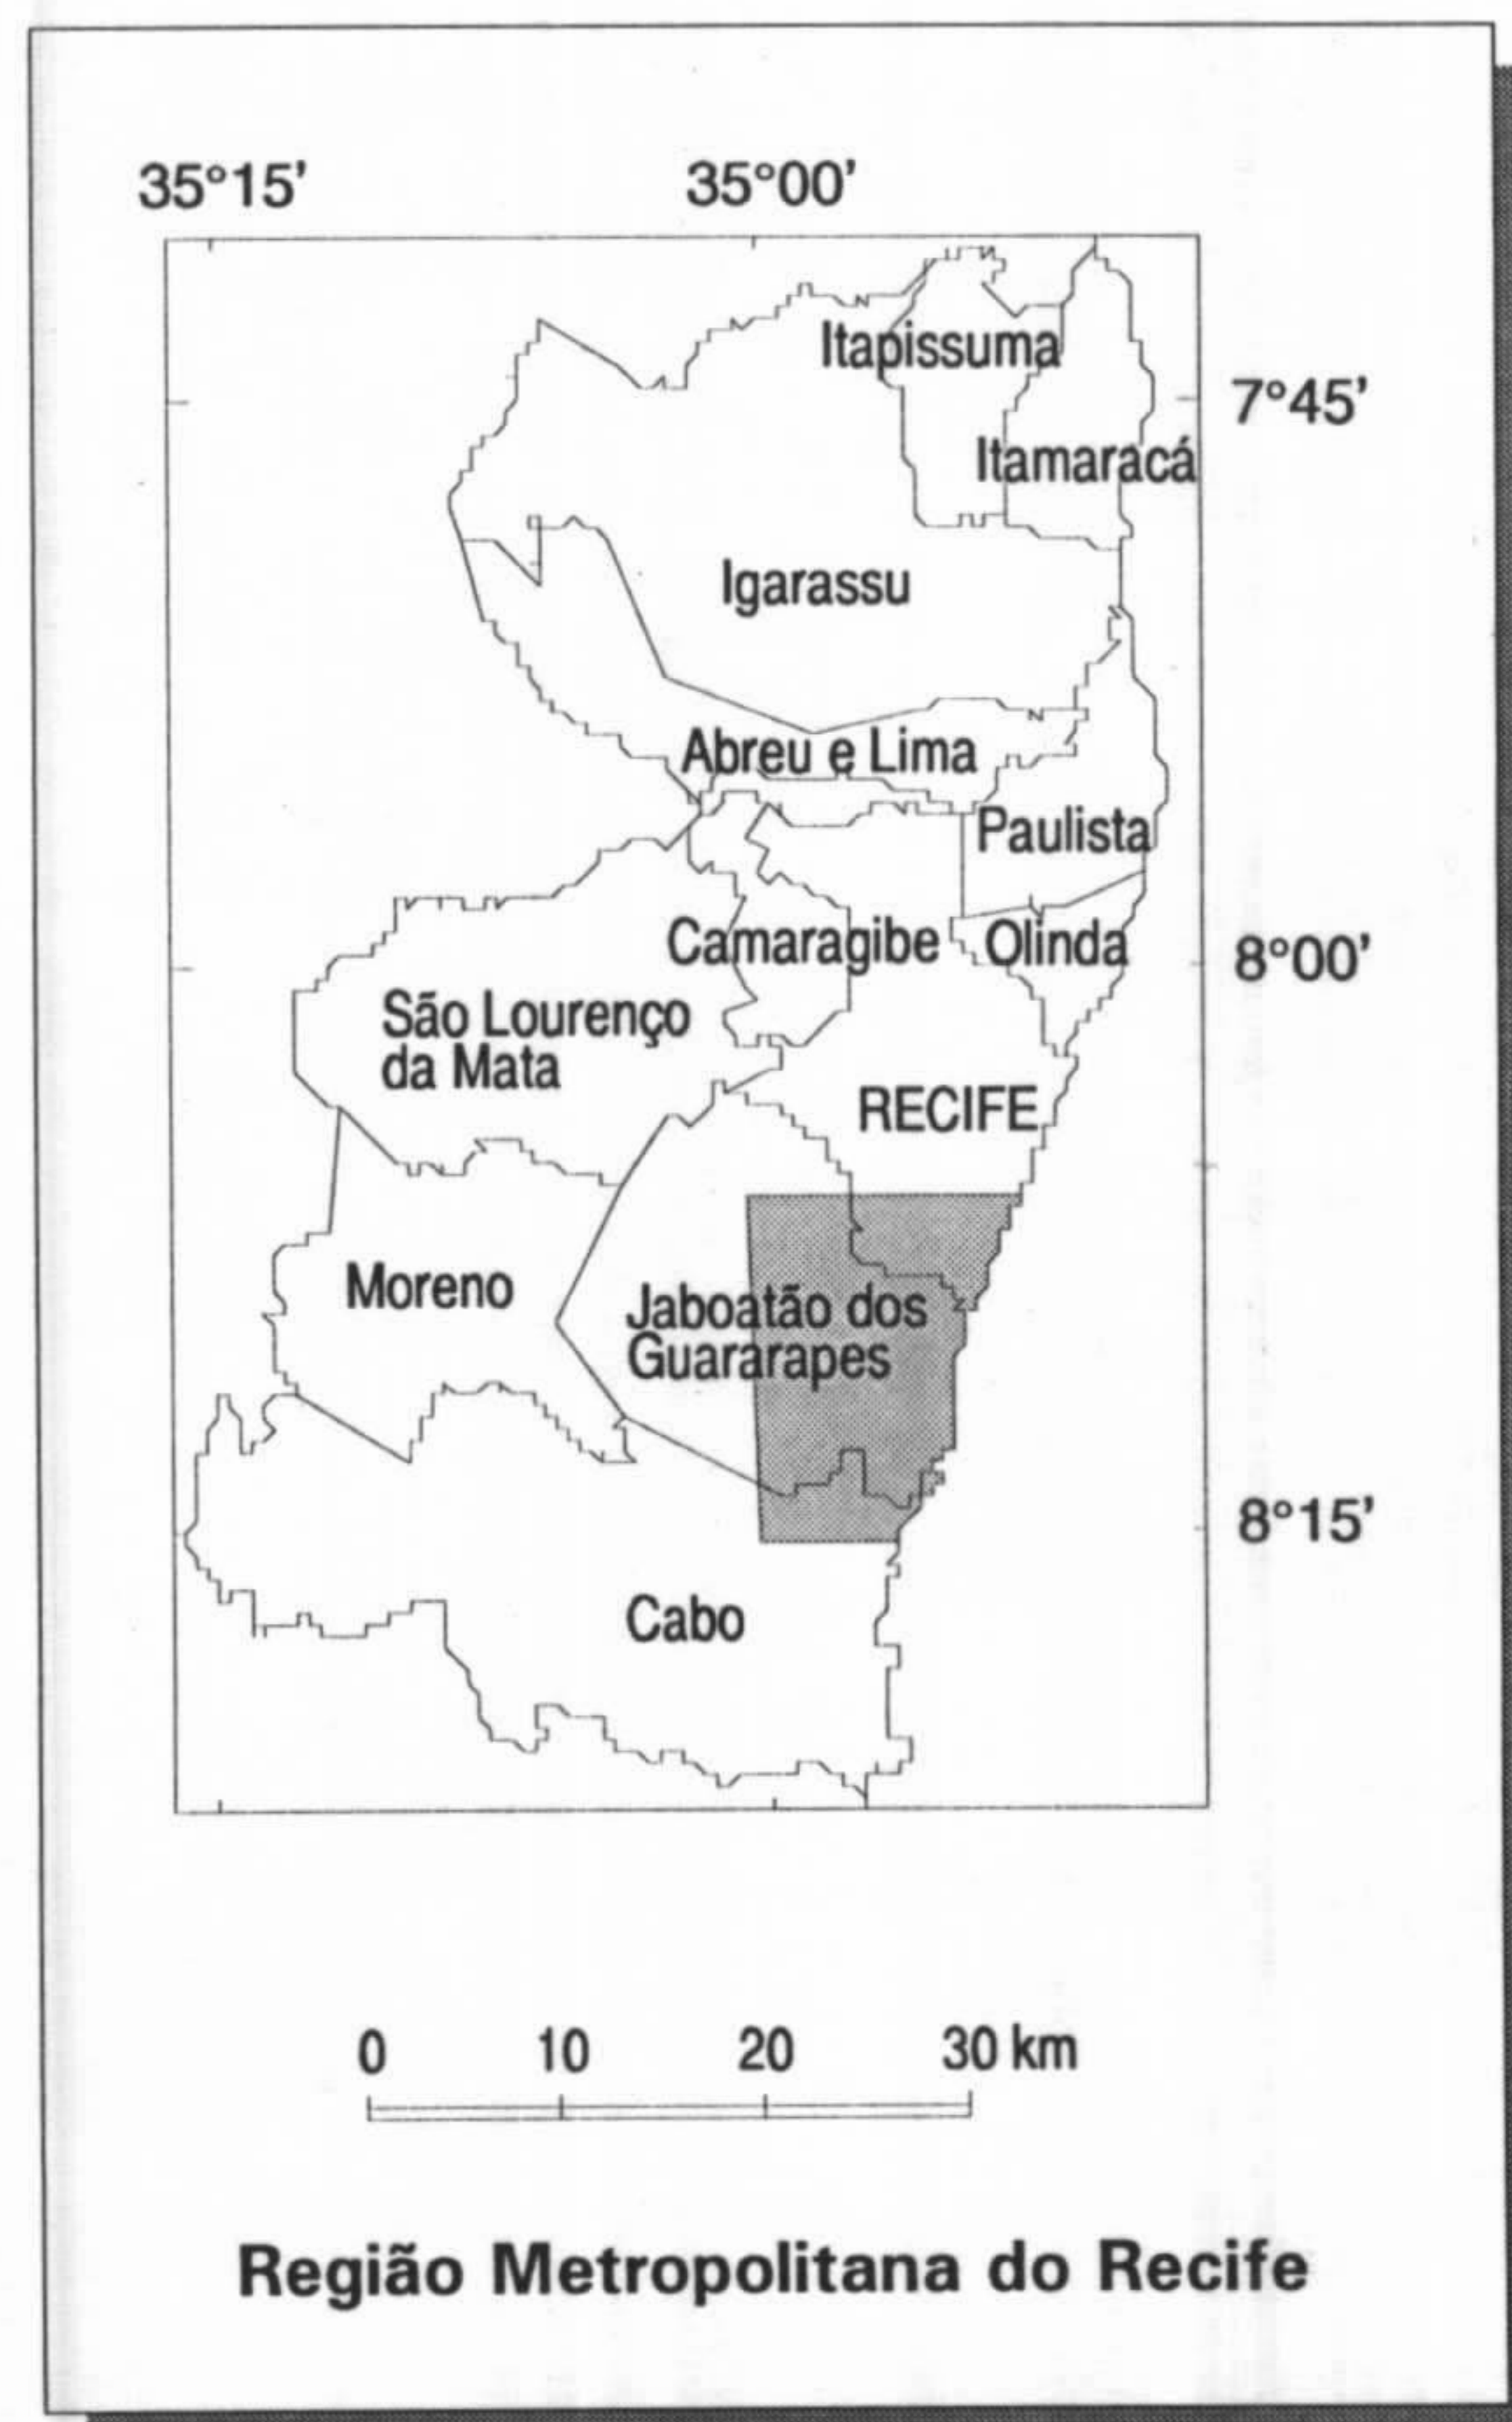 35°15’ 35°00’
Itapissuma
7°45’
Itamaracá
Igarassu
Abreu e Lima
Paulista
Camaragibe
Olinda
8°00’
São Lourenço
da Mata
RECIFE
Moreno
Jaboatão dos
Guararapes
8°15’
Cabo
0 10 20 30 km
Região Metropolitana do Recife